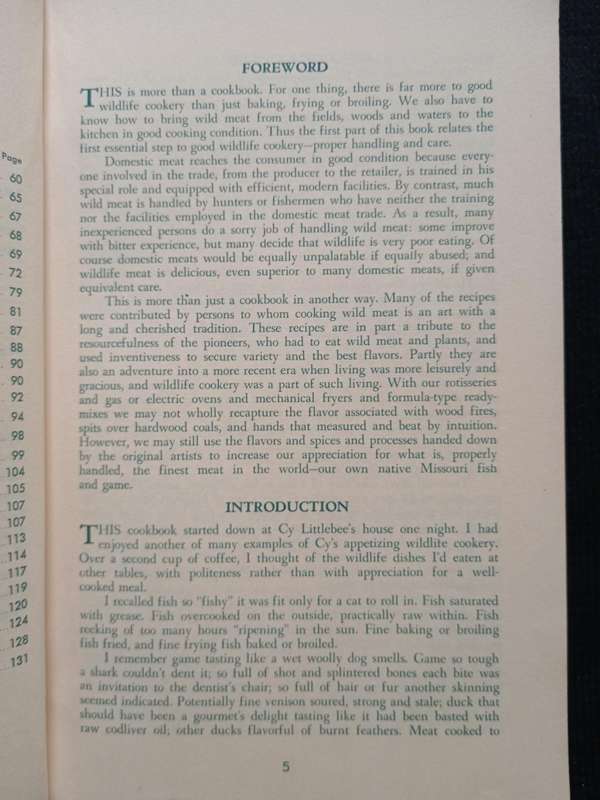 Page
60
65
67
68
69
72
79
81
87
88
90
90
92
94
98
99
104
105
107
107
113
114
117
119
120
124
128
131
FOREWORD
THIS is more than a cookbook. For one thing, there is far more to good
wildlife cookery than just baking, frying or broiling. We also have to
know how to bring wild meat from the fields, woods and waters to the
kitchen in good cooking condition. Thus the first part of this book relates the
first essential step to good wildlife cookery—proper handling and care.
Domestic meat reaches the consumer in good condition because every-
one involved in the trade, from the producer to the retailer, is trained in his
special role and equipped with efficient, modern facilities. By contrast, much
wild meat is handled by hunters or fishermen who have neither the training
nor the facilities employed in the domestic meat trade. As a result, many
inexperienced persons do a sorry job of handling wild meat: some improve
with bitter experience, but many decide that wildlife is very poor eating. Of
course domestic meats would be equally unpalatable if equally abused; and
wildlife meat is delicious, even superior to many domestic meats, if given
equivalent care.
This is more than just a cookbook in another way. Many of the recipes
were contributed by persons to whom cooking wild meat is an art with a
long and cherished tradition. These recipes are in part a tribute to the
resourcefulness of the pioneers, who had to eat wild meat and plants, and
used inventiveness to secure variety and the best flavors. Partly they are
also an adventure into a more recent era when living was more leisurely and
gracious, and wildlife cookery was a part of such living. With our rotisseries
and gas or electric ovens and mechanical fryers and formula-type ready-
mixes we may not wholly recapture the flavor associated with wood fires,
spits over hardwood coals, and hands that measured and beat by intuition.
However, we may still use the flavors and spices and processes handed down
by the original artists to increase our appreciation for what is, properly
handled, the finest meat in the world—our own native Missouri fish
and game.
INTRODUCTION
THIS cookbook started down at Cy Littlebee's house one night. I had
enjoyed another of many examples of Cy's appetizing wildlife cookery.
Over a second cup of coffee, I thought of the wildlife dishes I'd eaten at
other tables, with politeness rather than with appreciation for a well-
cooked meal.
I recalled fish so "fishy" it was fit only for a cat to roll in. Fish saturated
with grease. Fish overcooked on the outside, practically raw within. Fish
reeking of too many hours "ripening" in the sun. Fine baking or broiling
fish fried, and fine frying fish baked or broiled.
I remember game tasting like a wet woolly dog smells. Game so tough
a shark couldn't dent it; so full of shot and splintered bones each bite was
an invitation to the dentist's chair; so full of hair or fur another skinning
seemed indicated. Potentially fine venison soured, strong and stale; duck that
should have been a gourmet's delight tasting like it had been basted with
raw codliver oil; other ducks flavorful of burnt feathers. Meat cooked to
5